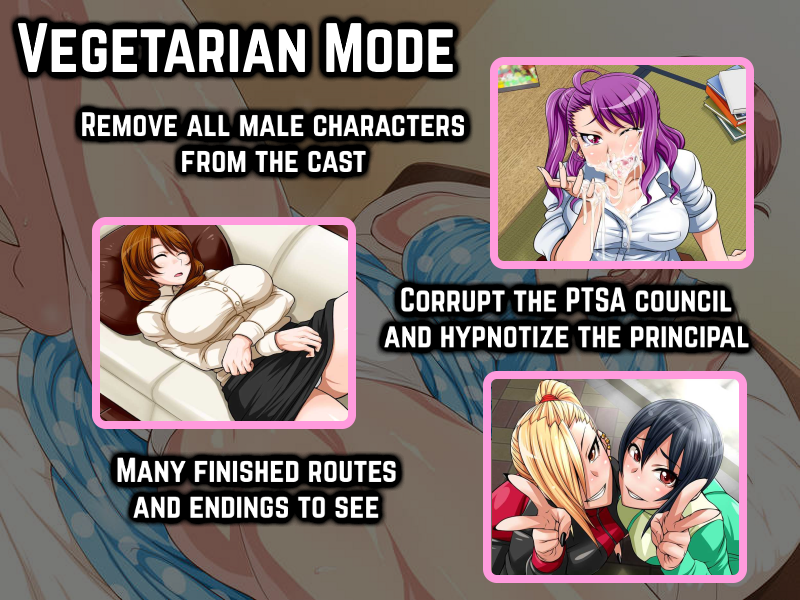 Vegetarian Mode
Remove all male characters
from the cast
Corrupt the PTSA council
and hypnotize the principal
Many finished routes
and endings to see